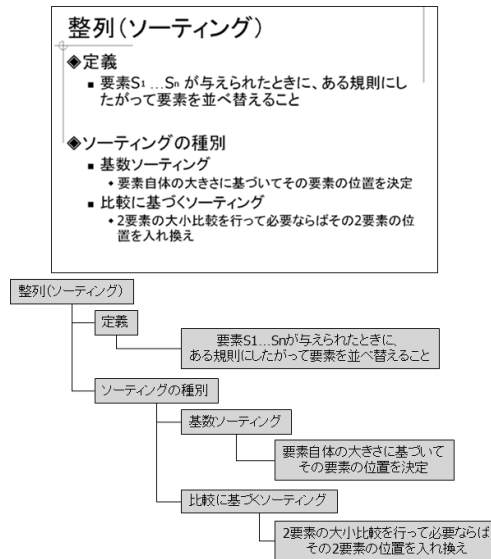 整列(ソーティング)
◈定義
▪ 要素S1 …Sn が与えられたときに、ある規則にし
たがって要素を並べ替えること
◈ソーティングの種別
▪ 基数ソーティング
◆要素自体の大きさに基づいてその要素の位置を決定
▪ 比較に基づくソーティング
◆2要素の大小比較を行って必要ならばその2要素の位
置を入れ換え
整列(ソーティング)
定義
要素S1…Snが与えられたときに、
ある規則にしたがって要素を並べ替えること
ソーティングの種別
基数ソーティング
要素自体の大きさに基づいて
その要素の位置を決定
比較に基づくソーティング
2要素の大小比較を行って必要ならば
その2要素の位置を入れ換え